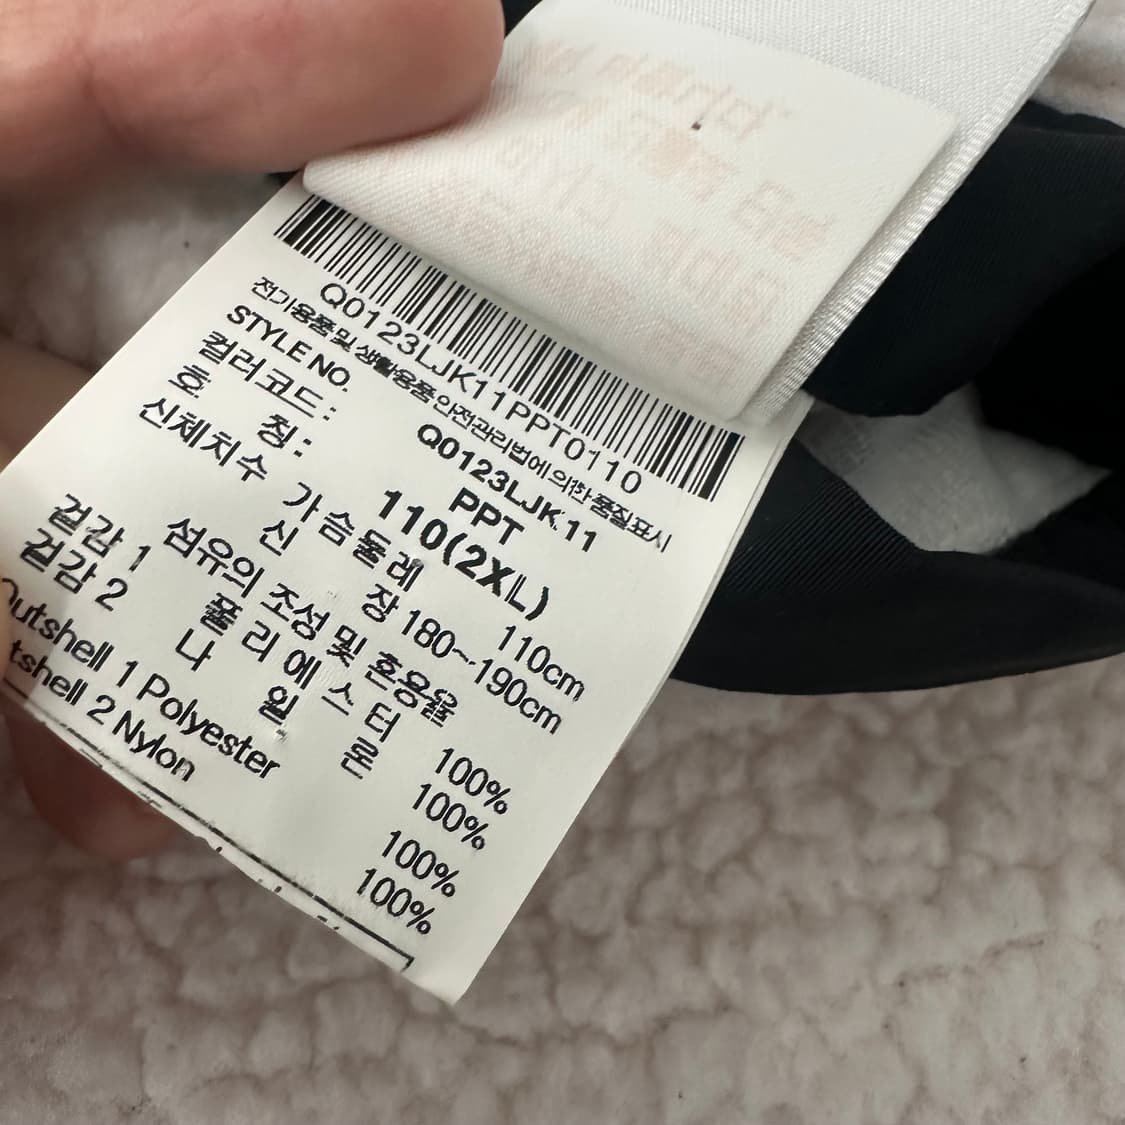 Q0123LJK11PPT0110
전기용품 및 생활용품 안전관리법에 의한 품질표시
STYLE NO. Q0123LJK11
컬러코드: PPT
호 칭: 110(2XL)
신체치수 가슴둘레 110cm
신 장 180~190cm
섬유의 조성 및 혼용율
겉감 1 폴리에스터 100%
겉감 2 나일론 100%
Outshell 1 Polyester 100%
tshell 2 Nylon 100%